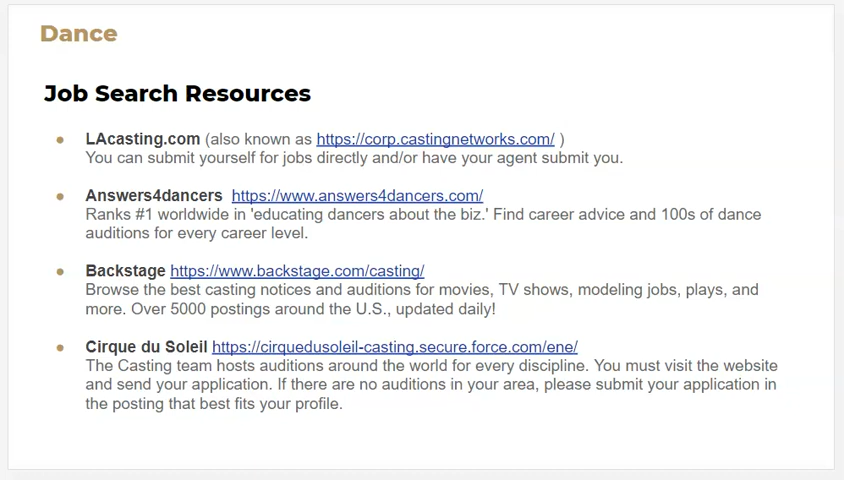 Dance
Job Search Resources
● LAcasting.com (also known as https://corp.castingnetworks.com/ )
You can submit yourself for jobs directly and/or have your agent submit you.
● Answers4dancers https://www.answers4dancers.com/
Ranks #1 worldwide in 'educating dancers about the biz.' Find career advice and 100s of dance
auditions for every career level.
● Backstage https://www.backstage.com/casting/
Browse the best casting notices and auditions for movies, TV shows, modeling jobs, plays, and
more. Over 5000 postings around the U.S., updated daily!
● Cirque du Soleil https://cirquedusoleil-casting.secure.force.com/ene/
The Casting team hosts auditions around the world for every discipline. You must visit the website
and send your application. If there are no auditions in your area, please submit your application in
the posting that best fits your profile.